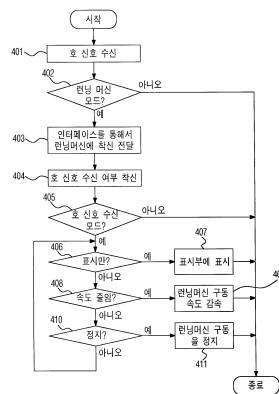 시작
401
호 신호 수신
402
런닝 머신
모드?
아니오
예
403
인터페이스를 통해서
런닝머신에 착신 전달
404
호 신호 수신 여부 착신
405
호 신호 수신
모드?
아니오
예
406
표시만?
예
407
표시부에 표시
아니오
408
속도 줄임?
예
런닝머신 구동
속도 감속
40
아니오
410
정지?
예
런닝머신 구동
을 정지
411
아니오
종료